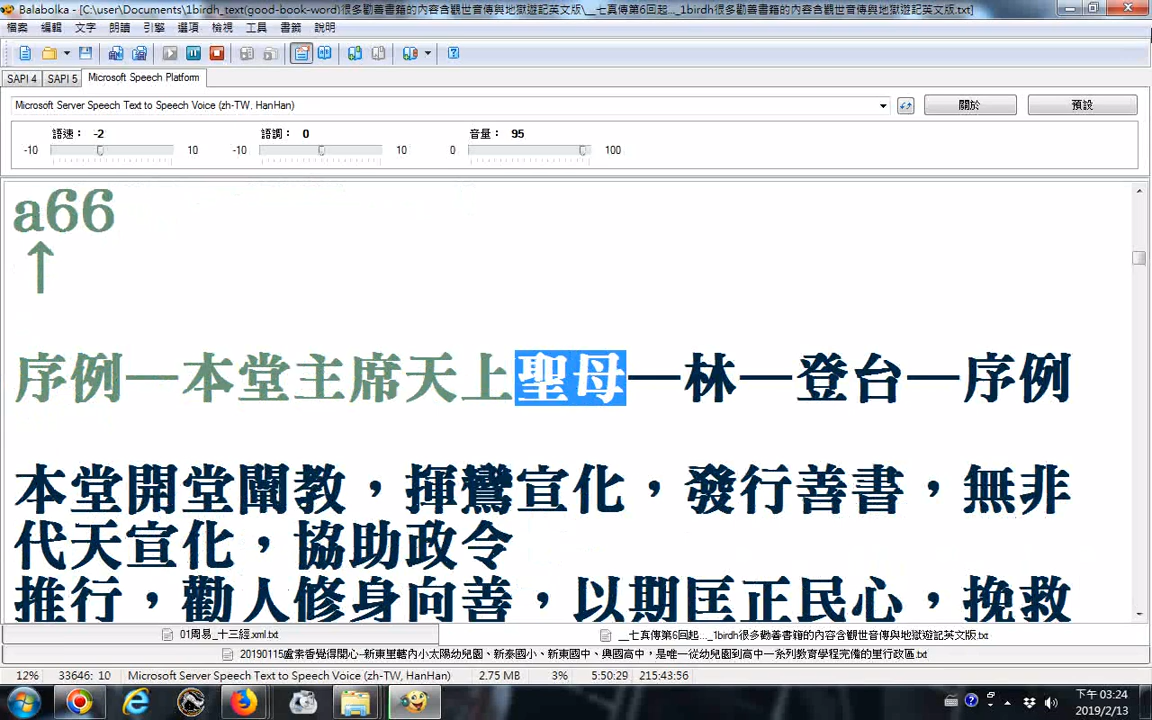 Balabolka - [C:\user\Documents\1birdh_text(good-book-word)很多勸善書籍的內容含觀世音傳與地獄遊記英文版\__七真傳第6回起..._1birdh很多勸善書籍的內容含觀世音傳與地獄遊記英文版.txt]
檔案 編輯 文字 朗讀 引擎 選項 檢視 工具 書籤 說明
SAPI 4 SAPI 5 Microsoft Speech Platform
Microsoft Server Speech Text to Speech Voice (zh-TW, HanHan) 關於 預設
語速： -2 語調： 0 音量： 95
-10 10 -10 10 0 100
a66
↑
序例—本堂主席天上聖母—林—登台—序例
本堂開堂闡教，揮鸞宣化，發行善書，無非
代天宣化，協助政令
推行，勸人修身向善，以期匡正民心，挽救
01周易_十三經.xml.txt __七真傳第6回起..._1birdh很多勸善書籍的內容含觀世音傳與地獄遊記英文版.txt
20190115盧素香覺得開心-新東里轄內小太陽幼兒園、新泰國小、新東國中、興國高中，是唯一從幼兒園到高中一系列教育學程完備的里行政區.txt
12% 33646: 10 Microsoft Server Speech Text to Speech Voice (zh-TW, HanHan) 2.75 MB 3% 5:50:29 215:43:56
下午 03:24
2019/2/13